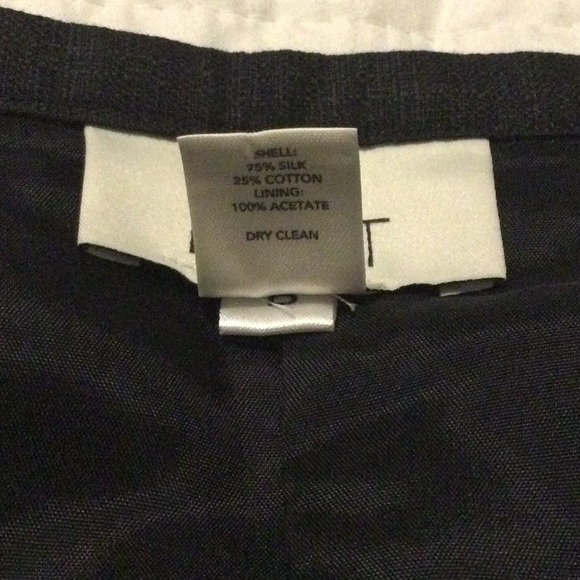 SHELL:
75% SILK
25% COTTON
LINING:
100% ACETATE
DRY CLEAN